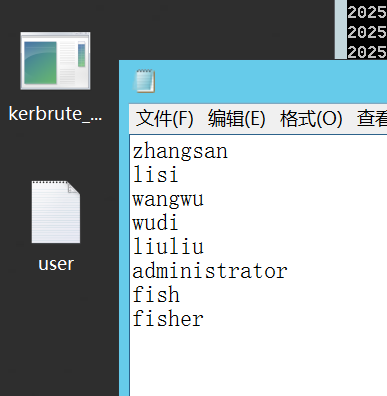 2025
2025
2025
kerbrute_...
user
文件(F) 编辑(E) 格式(O) 查看
zhangsan
lisi
wangwu
wudi
liuliu
administrator
fish
fisher